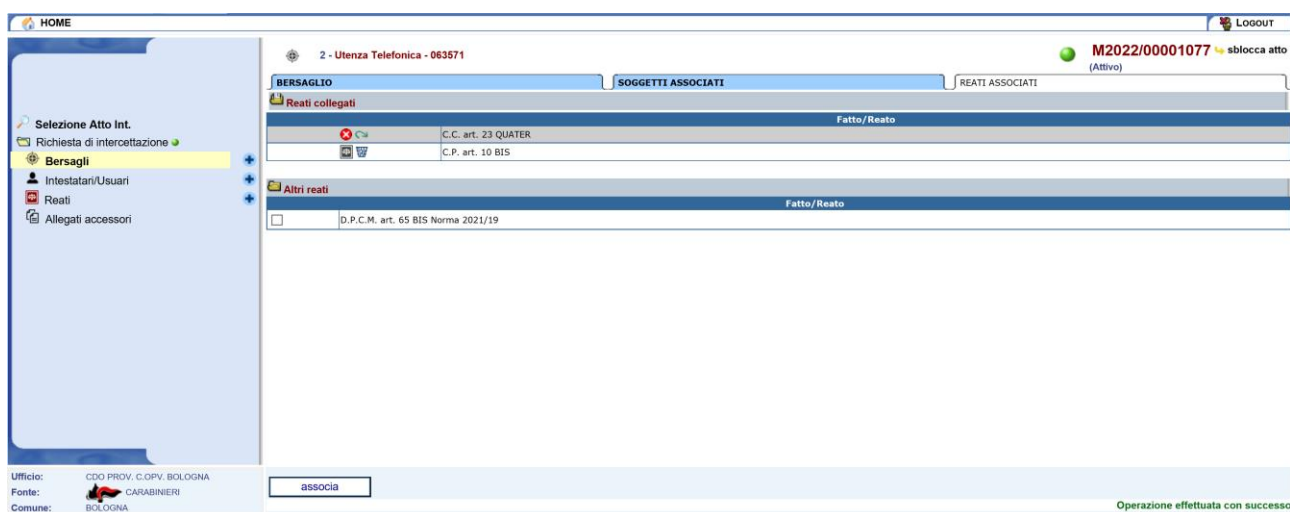 HOME
LOGOUT
2 - Utenza Telefonica - 063571
M2022/00001077 sblocca atto
(Attivo)
BERSAGLIO
SOGGETTI ASSOCIATI
REATI ASSOCIATI
Reati collegati
Fatto/Reato
C.C. art. 23 QUATER
C.P. art. 10 BIS
Altri reati
Fatto/Reato
D.P.C.M. art. 65 BIS Norma 2021/19
Selezione Atto Int.
Richiesta di intercettazione
Bersagli
Intestatari/Usuari
Reati
Allegati accessori
Ufficio: CDO PROV. C.OPV. BOLOGNA
Fonte: CARABINIERI
Comune: BOLOGNA
associa
Operazione effettuata con successo